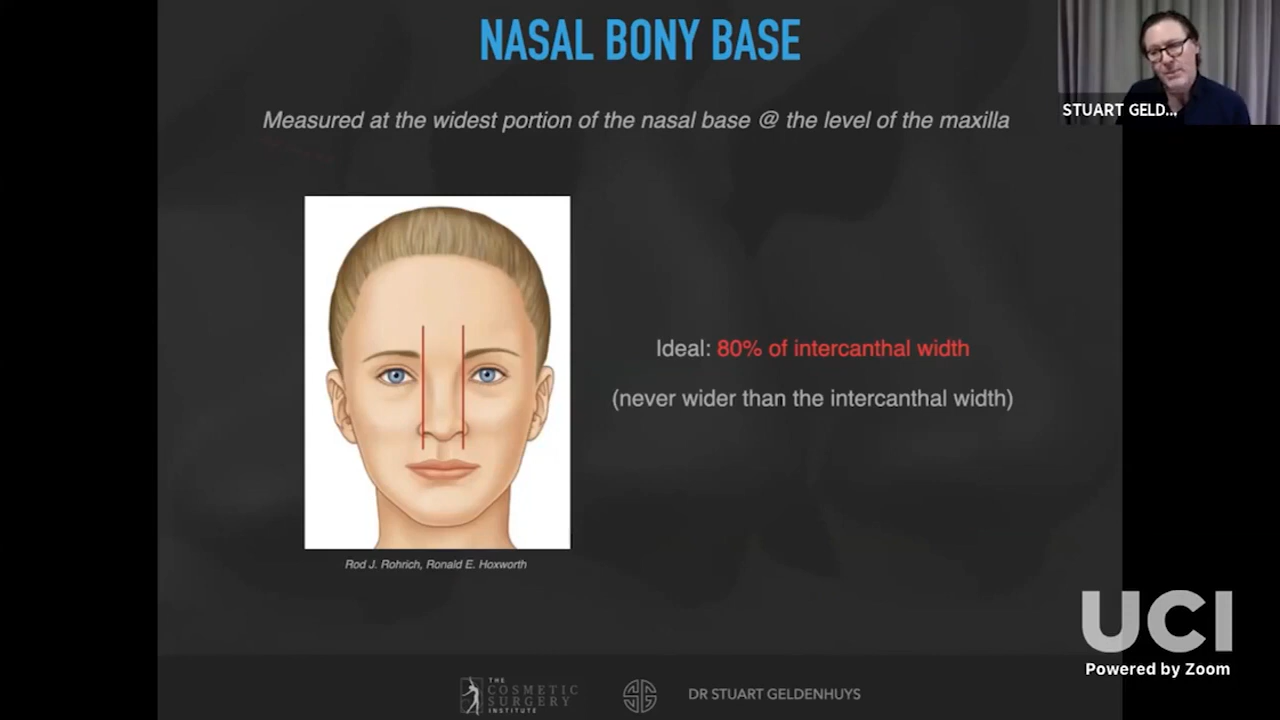 NASAL BONY BASE
STUART GELD...
Measured at the widest portion of the nasal base @ the level of the maxilla
Ideal: 80% of intercanthal width
(never wider than the intercanthal width)
Rod J. Rohrich, Ronald E. Hoxworth
UCI
Powered by Zoom
THE
COSMETIC
SURGERY
INSTITUTE
DR STUART GELDENHUYS